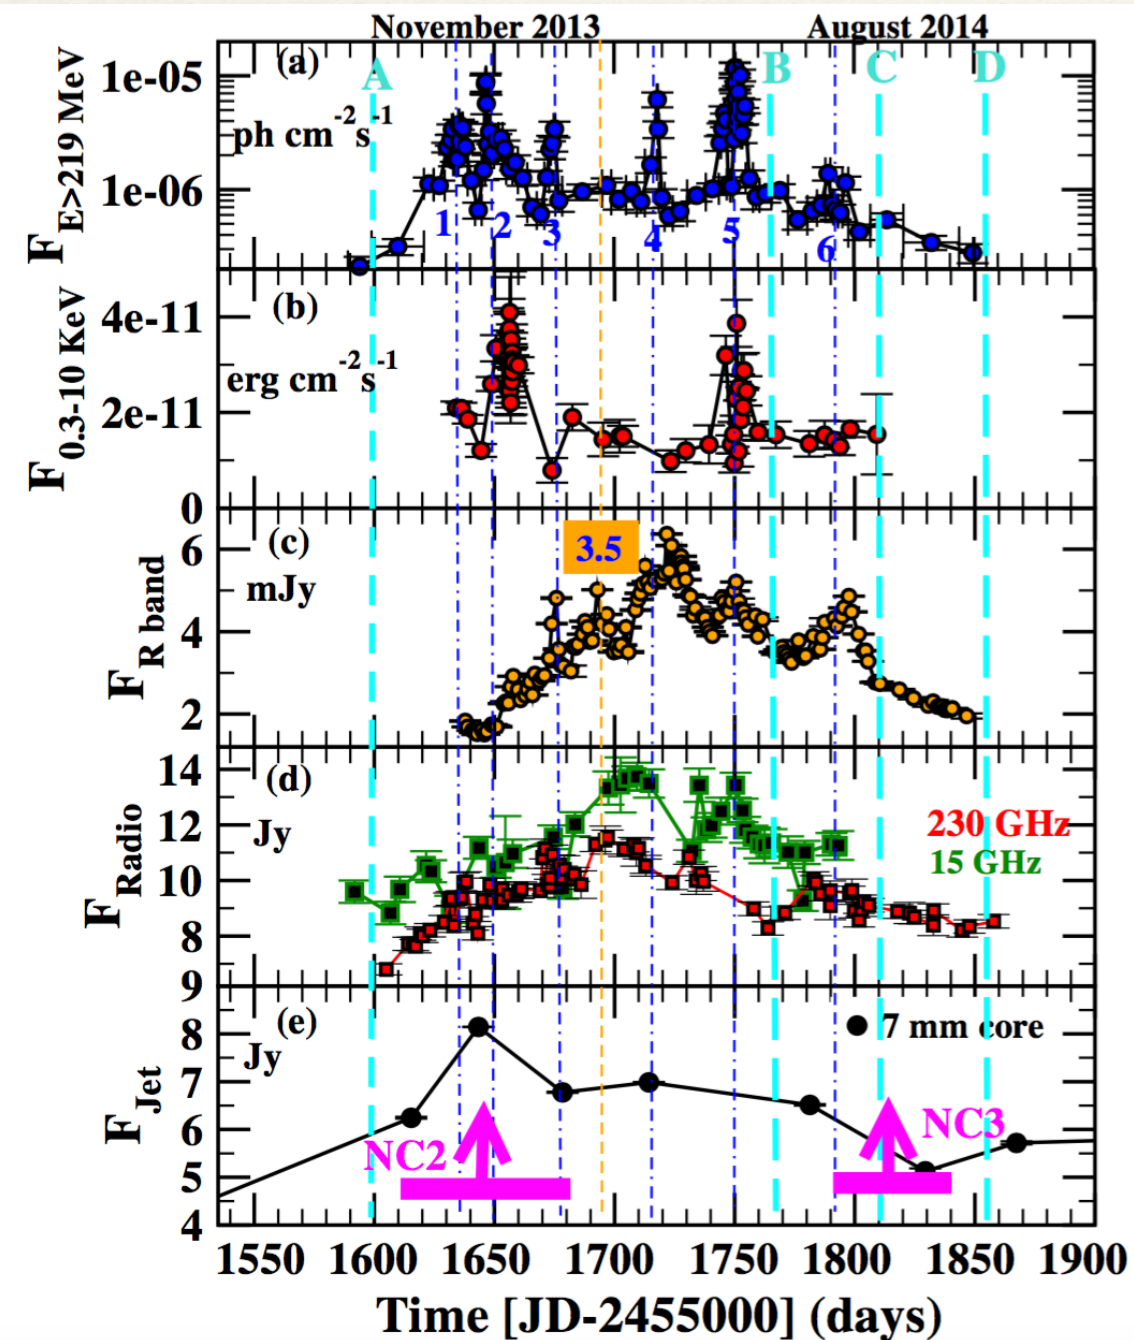 November 2013 August 2014
(a) A B C D
F E>219 MeV
1e-05
ph cm-2s-1
1e-06
1 2 3 4 5 6
(b)
F 0.3-10 KeV
4e-11
erg cm-2s-1
2e-11
0
(c)
3.5
6
mJy
F R band
4
2
14
(d)
12
Jy
230 GHz
15 GHz
F Radio
10
8
9
(e)
7 mm core
8
Jy
7
F Jet
6
NC2 NC3
5
4
1550 1600 1650 1700 1750 1800 1850 1900
Time [JD-2455000] (days)